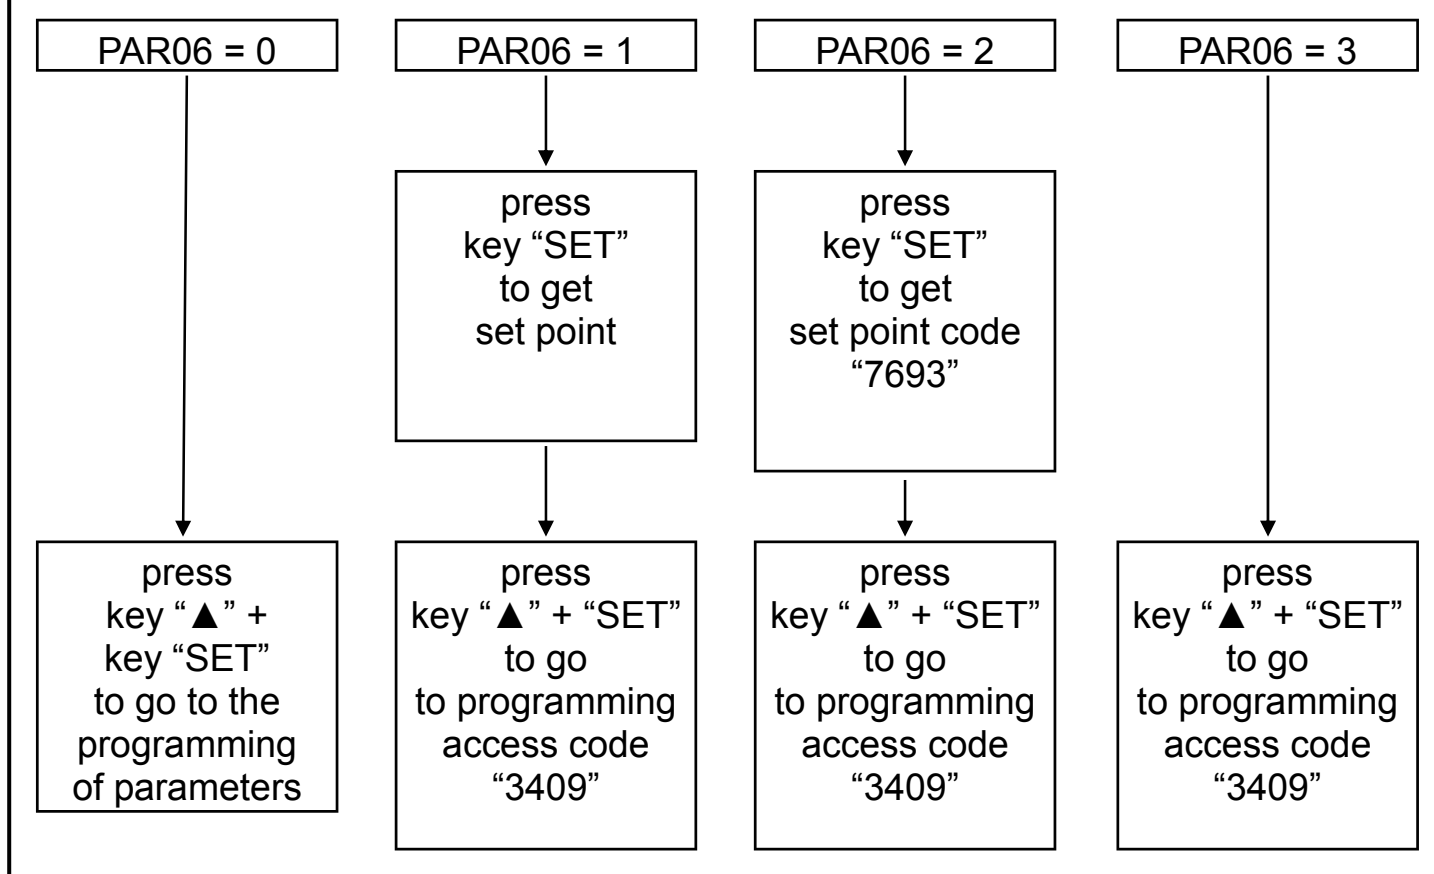 PAR06 = 0
PAR06 = 1
PAR06 = 2
PAR06 = 3
press
key “SET”
to get
set point
press
key “SET”
to get
set point code
“7693”
press
key “▲” +
key “SET”
to go to the
programming
of parameters
press
key “▲” + “SET”
to go
to programming
access code
“3409”
press
key “▲” + “SET”
to go
to programming
access code
“3409”
press
key “▲” + “SET”
to go
to programming
access code
“3409”